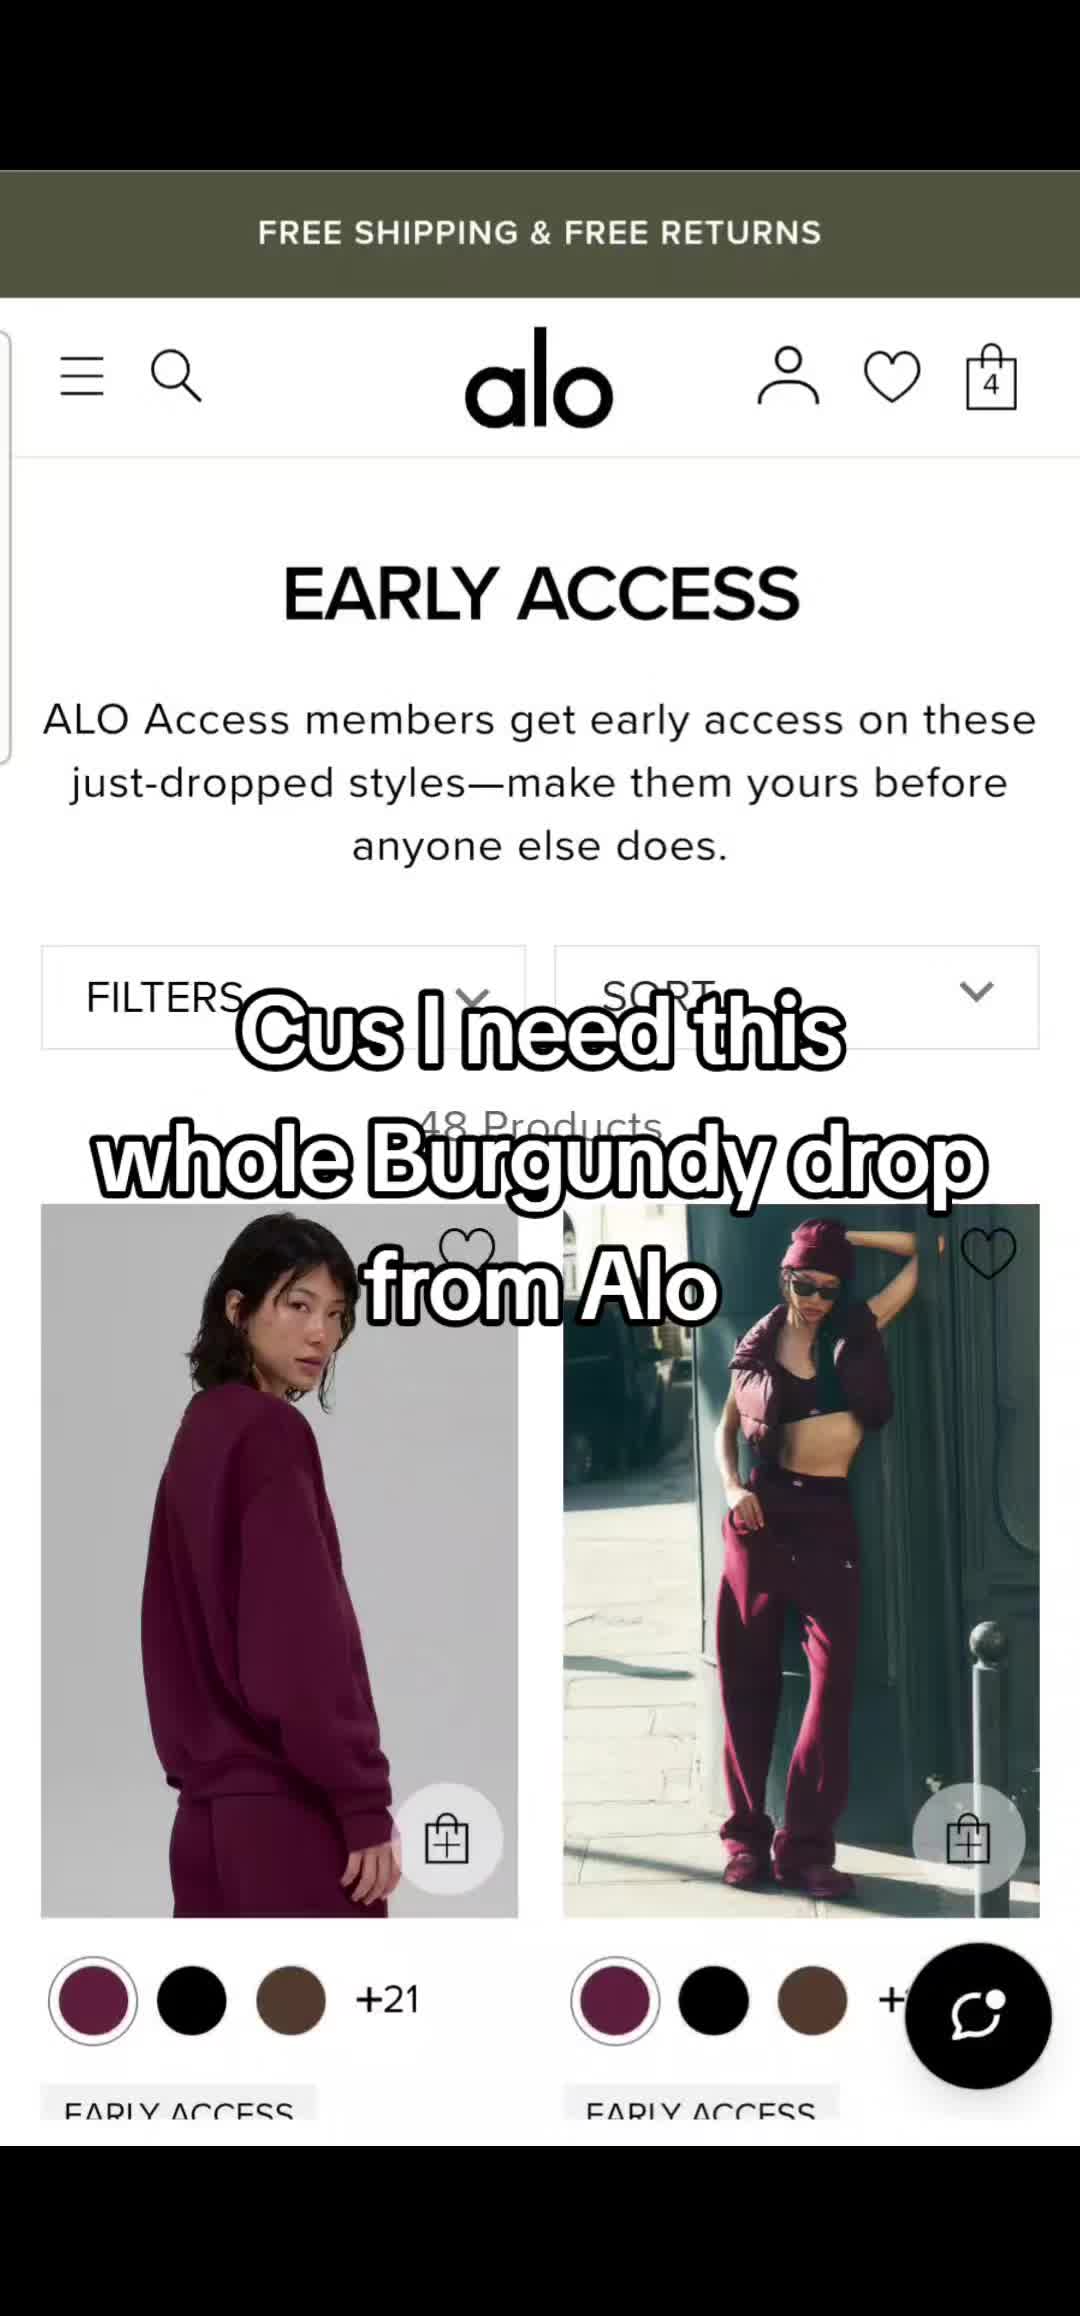 FREE SHIPPING & FREE RETURNS
alo
4
EARLY ACCESS
ALO Access members get early access on these
just-dropped styles—make them yours before
anyone else does.
FILTERS
SORT
Cus I need this
48 Products
whole Burgundy drop
from Alo
+21
+
EARLY ACCESS
EARLY ACCESS